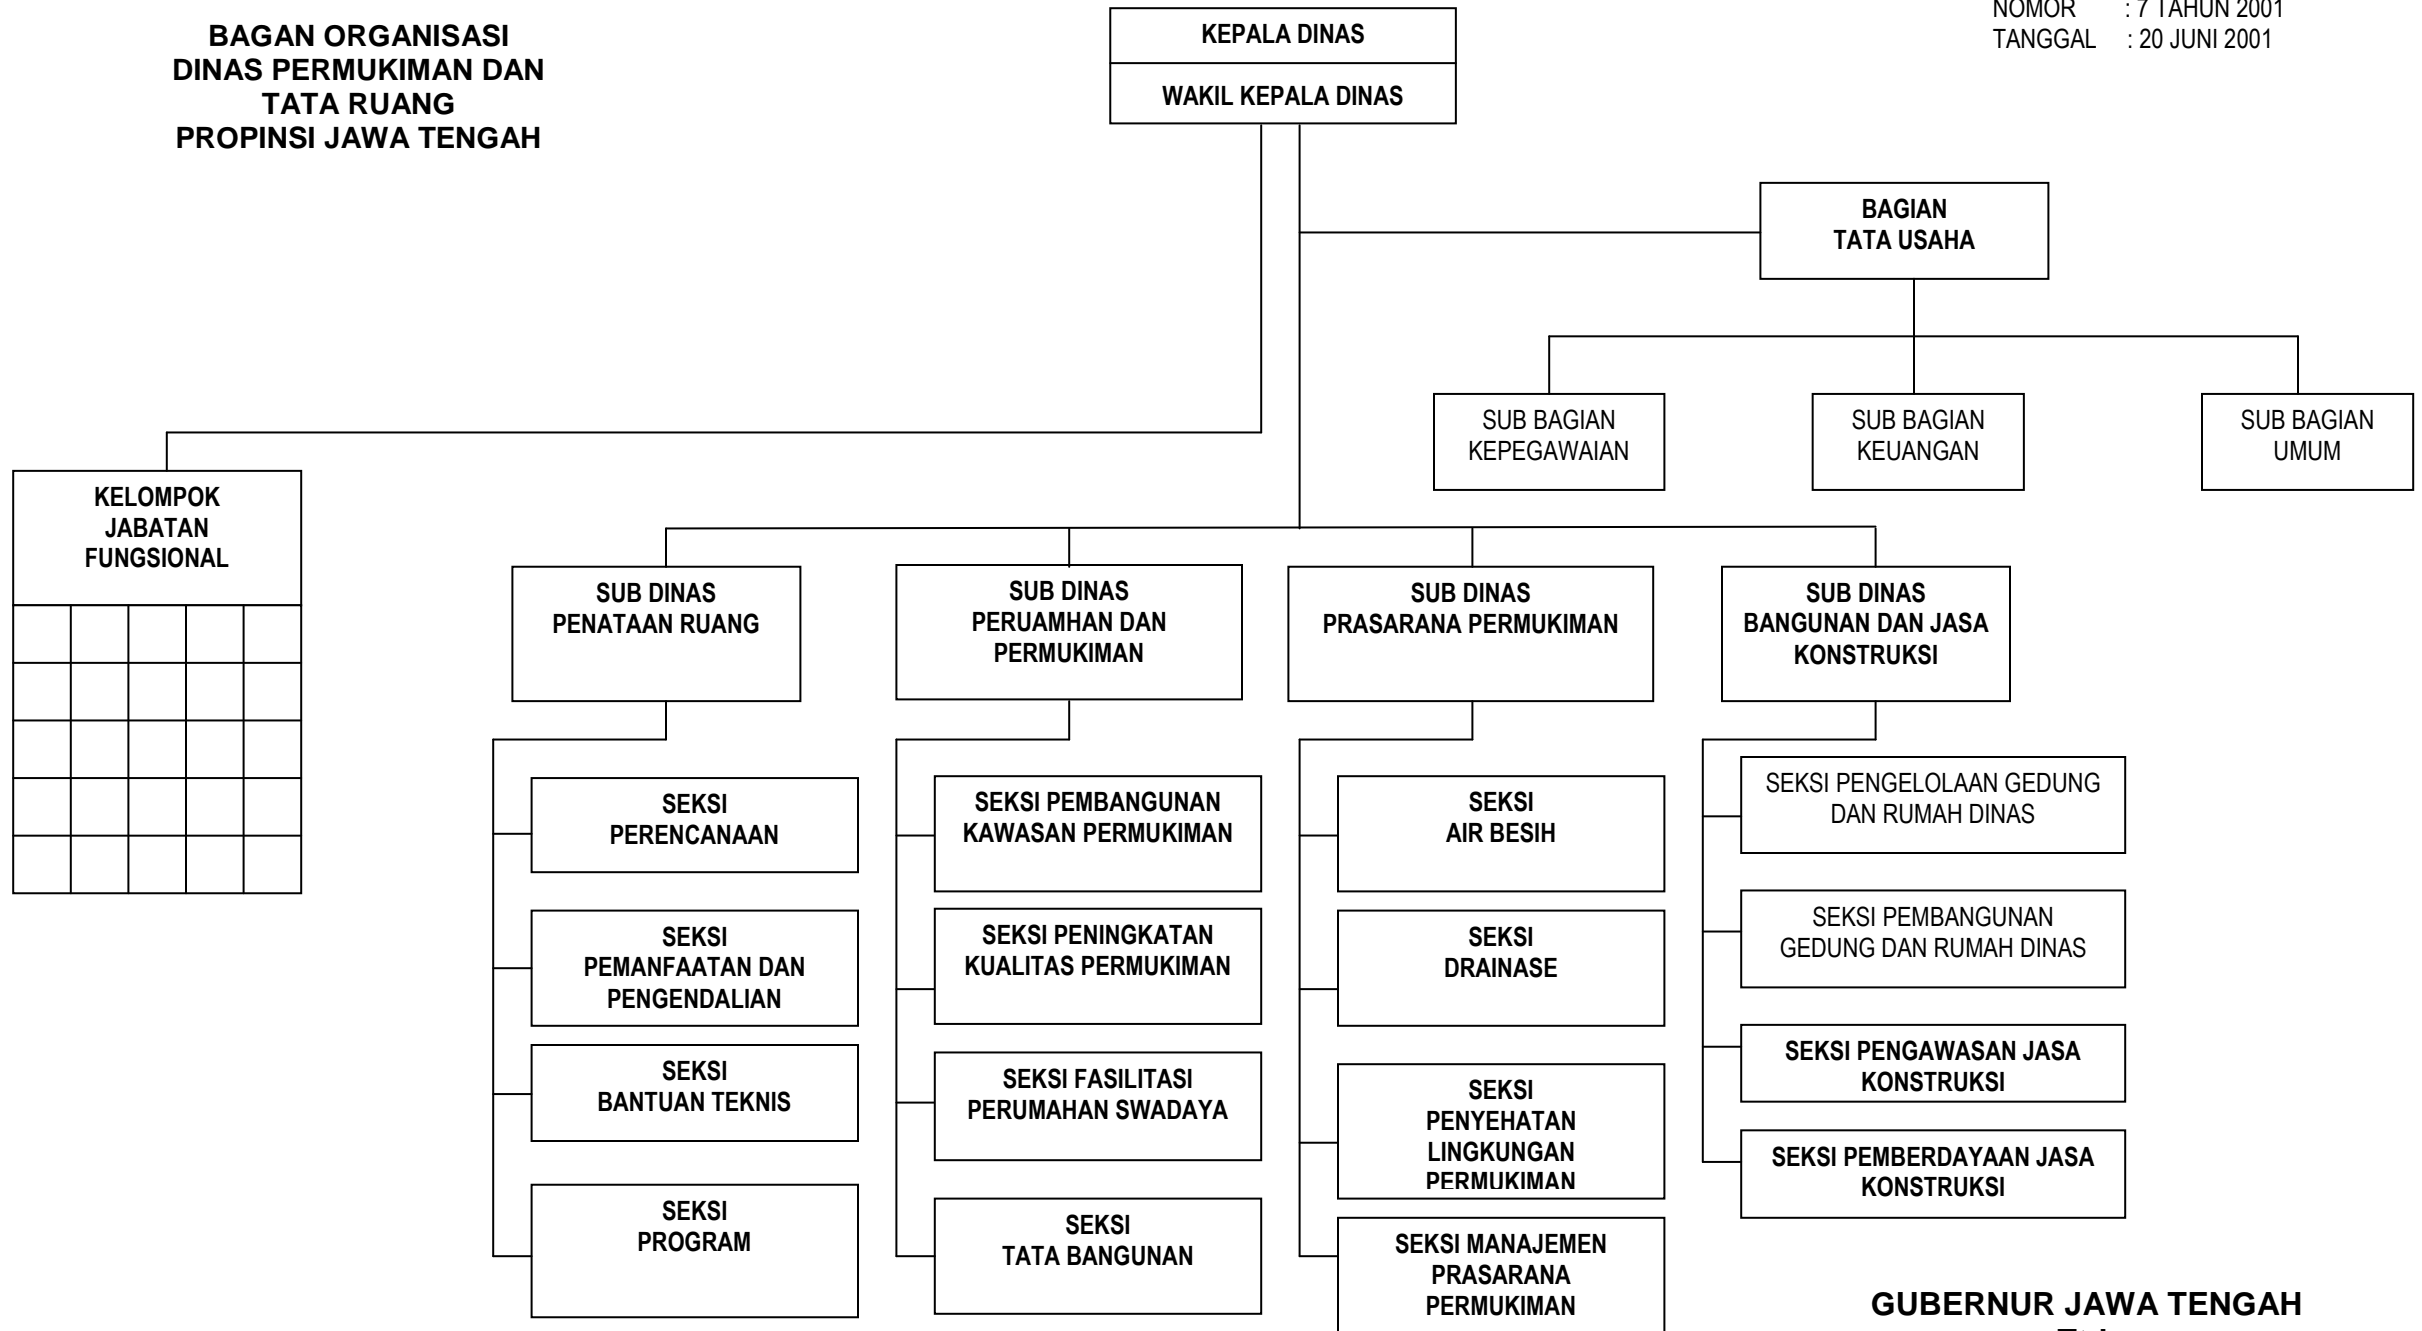 BAGAN ORGANISASI
DINAS PERMUKIMAN DAN
TATA RUANG
PROPINSI JAWA TENGAH
KEPALA DINAS
WAKIL KEPALA DINAS
NOMOR : 7 TAHUN 2001
TANGGAL : 20 JUNI 2001
BAGIAN
TATA USAHA
SUB BAGIAN
KEPEGAWAIAN
SUB BAGIAN
KEUANGAN
SUB BAGIAN
UMUM
KELOMPOK
JABATAN
FUNGSIONAL
SUB DINAS
PENATAAN RUANG
SUB DINAS
PERUAMHAN DAN
PERMUKIMAN
SUB DINAS
PRASARANA PERMUKIMAN
SUB DINAS
BANGUNAN DAN JASA
KONSTRUKSI
SEKSI
PERENCANAAN
SEKSI
PEMANFAATAN DAN
PENGENDALIAN
SEKSI
BANTUAN TEKNIS
SEKSI
PROGRAM
SEKSI PEMBANGUNAN
KAWASAN PERMUKIMAN
SEKSI PENINGKATAN
KUALITAS PERMUKIMAN
SEKSI FASILITASI
PERUMAHAN SWADAYA
SEKSI
TATA BANGUNAN
SEKSI
AIR BESIH
SEKSI
DRAINASE
SEKSI
PENYEHATAN
LINGKUNGAN
PERMUKIMAN
SEKSI MANAJEMEN
PRASARANA
PERMUKIMAN
SEKSI PENGELOLAAN GEDUNG
DAN RUMAH DINAS
SEKSI PEMBANGUNAN
GEDUNG DAN RUMAH DINAS
SEKSI PENGAWASAN JASA
KONSTRUKSI
SEKSI PEMBERDAYAAN JASA
KONSTRUKSI
GUBERNUR JAWA TENGAH